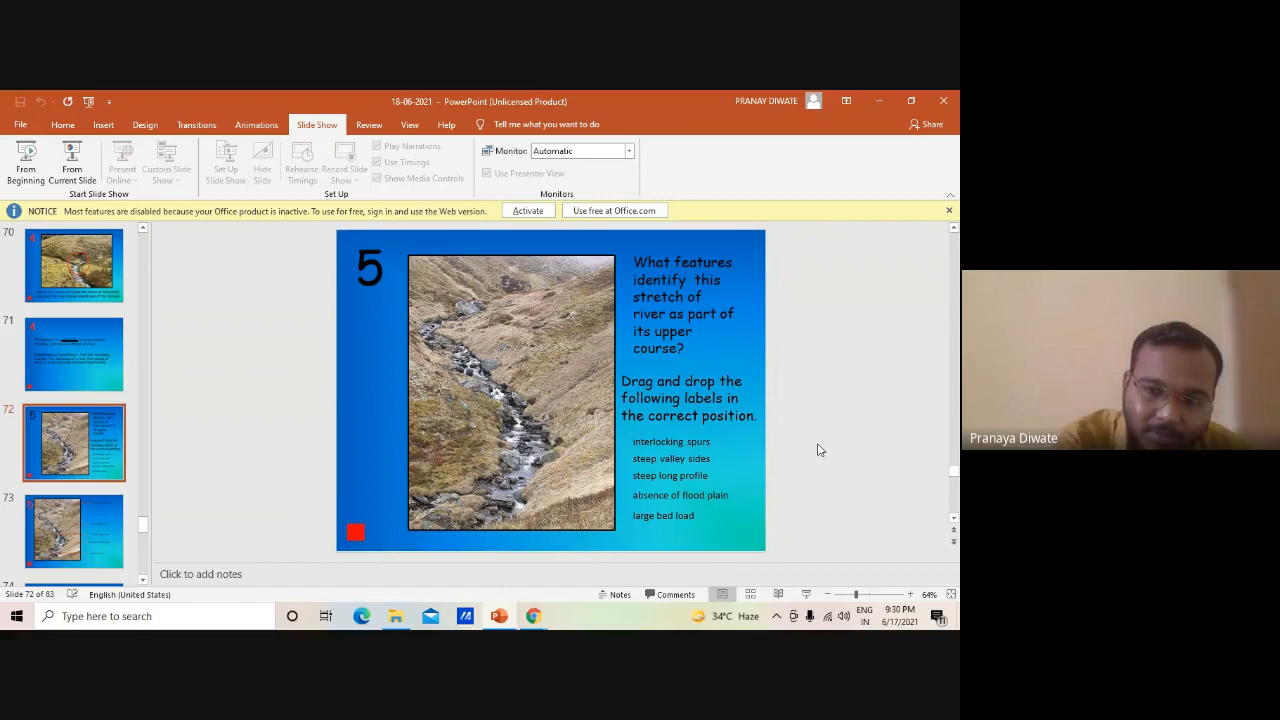 18-06-2021 - PowerPoint (Unlicensed Product)
PRANAY DIWATE
File Home Insert Design Transitions Animations Slide Show Review View Help Tell me what you want to do
Share
From Beginning
From Current Slide
Present Online
Custom Slide Show
Set Up Slide Show
Hide Slide
Rehearse Timings
Record Slide Show
Play Narrations
Use Timings
Show Media Controls
Monitor: Automatic
Use Presenter View
Start Slide Show
Set Up
Monitors
NOTICE Most features are disabled because your Office product is inactive. To use for free, sign in and use the Web version.
Activate
Use free at Office.com
70
4
71
4
72
5
73
5
5
What features
identify this
stretch of
river as part of
its upper
course?
Drag and drop the
following labels in
the correct position.
interlocking spurs
steep valley sides
steep long profile
absence of flood plain
large bed load
Pranaya Diwate
Click to add notes
Slide 72 of 83
English (United States)
Notes
Comments
64%
Type here to search
34°C Haze
ENG
IN
9:30 PM
6/17/2021